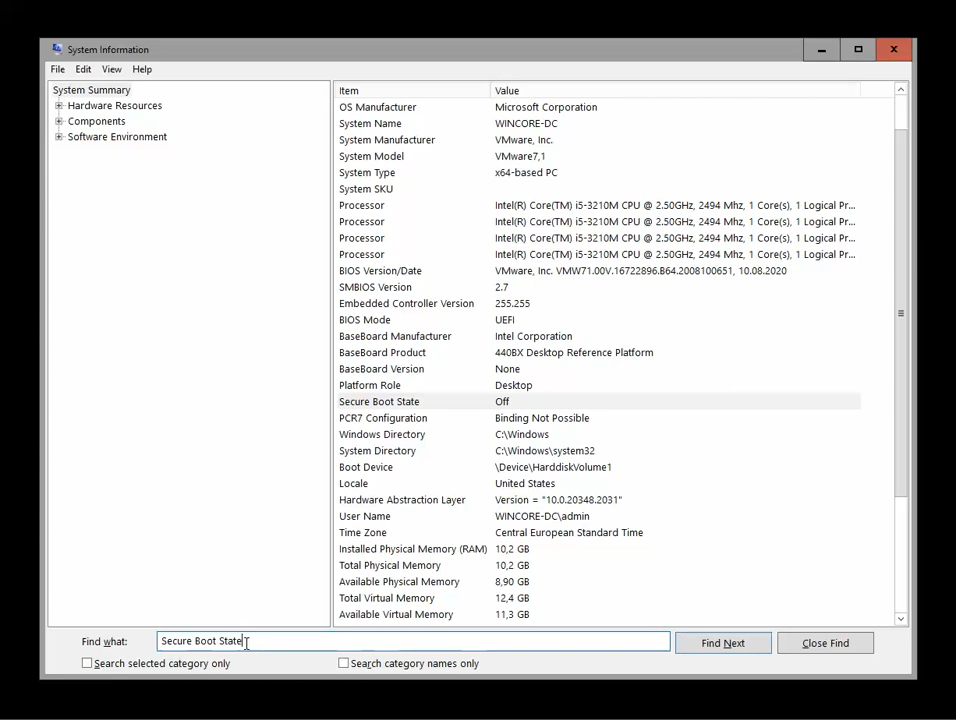 System Information
File Edit View Help
System Summary
Hardware Resources
Components
Software Environment
Item Value
OS Manufacturer Microsoft Corporation
System Name WINCORE-DC
System Manufacturer VMware, Inc.
System Model VMware7,1
System Type x64-based PC
System SKU
Processor Intel(R) Core(TM) i5-3210M CPU @ 2.50GHz, 2494 Mhz, 1 Core(s), 1 Logical Pr...
Processor Intel(R) Core(TM) i5-3210M CPU @ 2.50GHz, 2494 Mhz, 1 Core(s), 1 Logical Pr...
Processor Intel(R) Core(TM) i5-3210M CPU @ 2.50GHz, 2494 Mhz, 1 Core(s), 1 Logical Pr...
Processor Intel(R) Core(TM) i5-3210M CPU @ 2.50GHz, 2494 Mhz, 1 Core(s), 1 Logical Pr...
BIOS Version/Date VMware, Inc. VMW71.00V.16722896.B64.2008100651, 10.08.2020
SMBIOS Version 2.7
Embedded Controller Version 255.255
BIOS Mode UEFI
BaseBoard Manufacturer Intel Corporation
BaseBoard Product 440BX Desktop Reference Platform
BaseBoard Version None
Platform Role Desktop
Secure Boot State Off
PCR7 Configuration Binding Not Possible
Windows Directory C:\Windows
System Directory C:\Windows\system32
Boot Device \Device\HarddiskVolume1
Locale United States
Hardware Abstraction Layer Version = "10.0.20348.2031"
User Name WINCORE-DC\admin
Time Zone Central European Standard Time
Installed Physical Memory (RAM) 10,2 GB
Total Physical Memory 10,2 GB
Available Physical Memory 8,90 GB
Total Virtual Memory 12,4 GB
Available Virtual Memory 11,3 GB
Find what: Secure Boot State Find Next Close Find
Search selected category only Search category names only